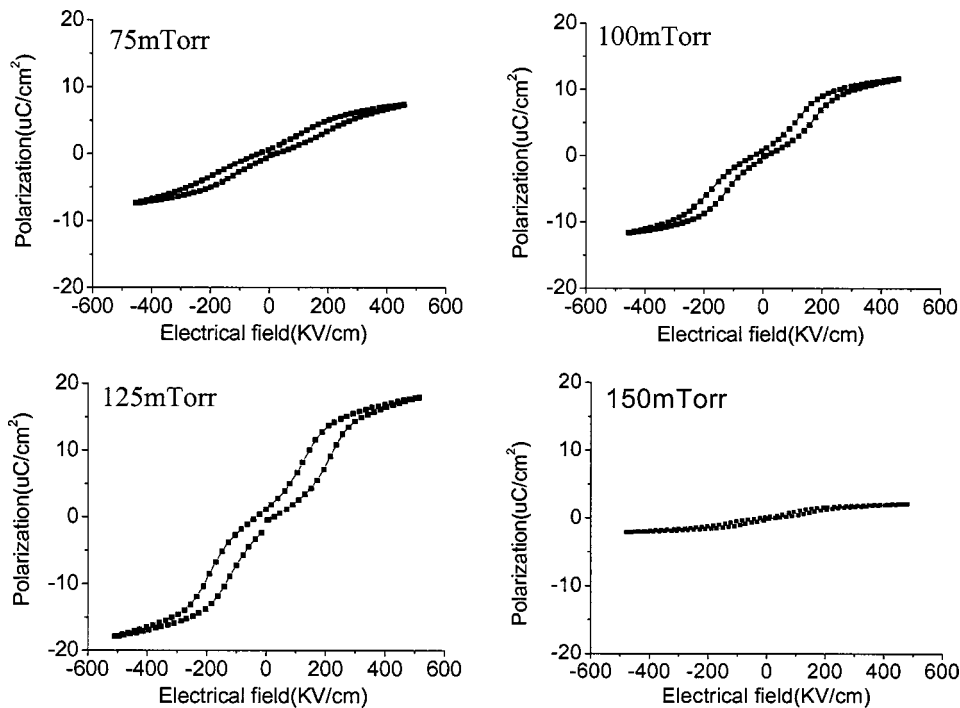 75mTorr
20
10
0
-10
-20
Polarization(uC/cm²)
-600 -400 -200 0 200 400 600
Electrical field(KV/cm)
100mTorr
20
10
0
-10
-20
Polarization(uC/cm²)
-600 -400 -200 0 200 400 600
Electrical field(KV/cm)
125mTorr
20
10
0
-10
-20
Polarization(uC/cm²)
-600 -400 -200 0 200 400 600
Electrical field(KV/cm)
150mTorr
20
10
0
-10
-20
Polarization(uC/cm²)
-600 -400 -200 0 200 400 600
Electrical field(KV/cm)